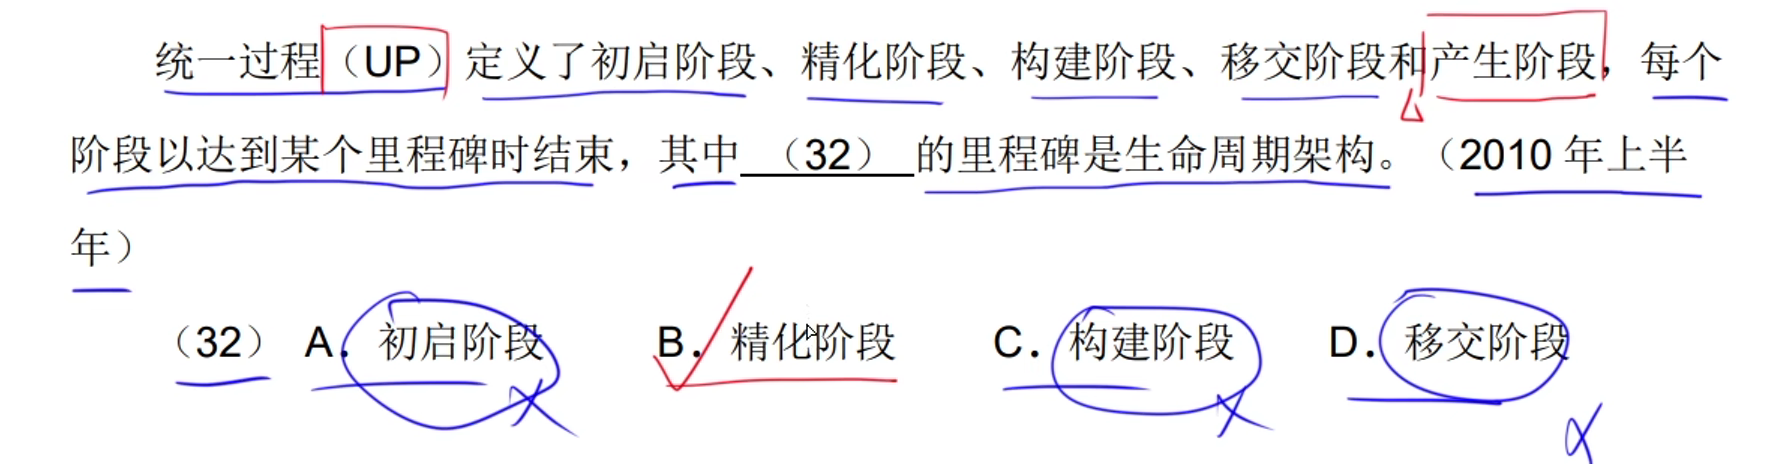 统一过程（UP）定义了初启阶段、精化阶段、构建阶段、移交阶段和产生阶段，每个
阶段以达到某个里程碑时结束，其中 （32） 的里程碑是生命周期架构。（2010 年上半
年）
（32） A．初启阶段 B．精化阶段 C．构建阶段 D．移交阶段